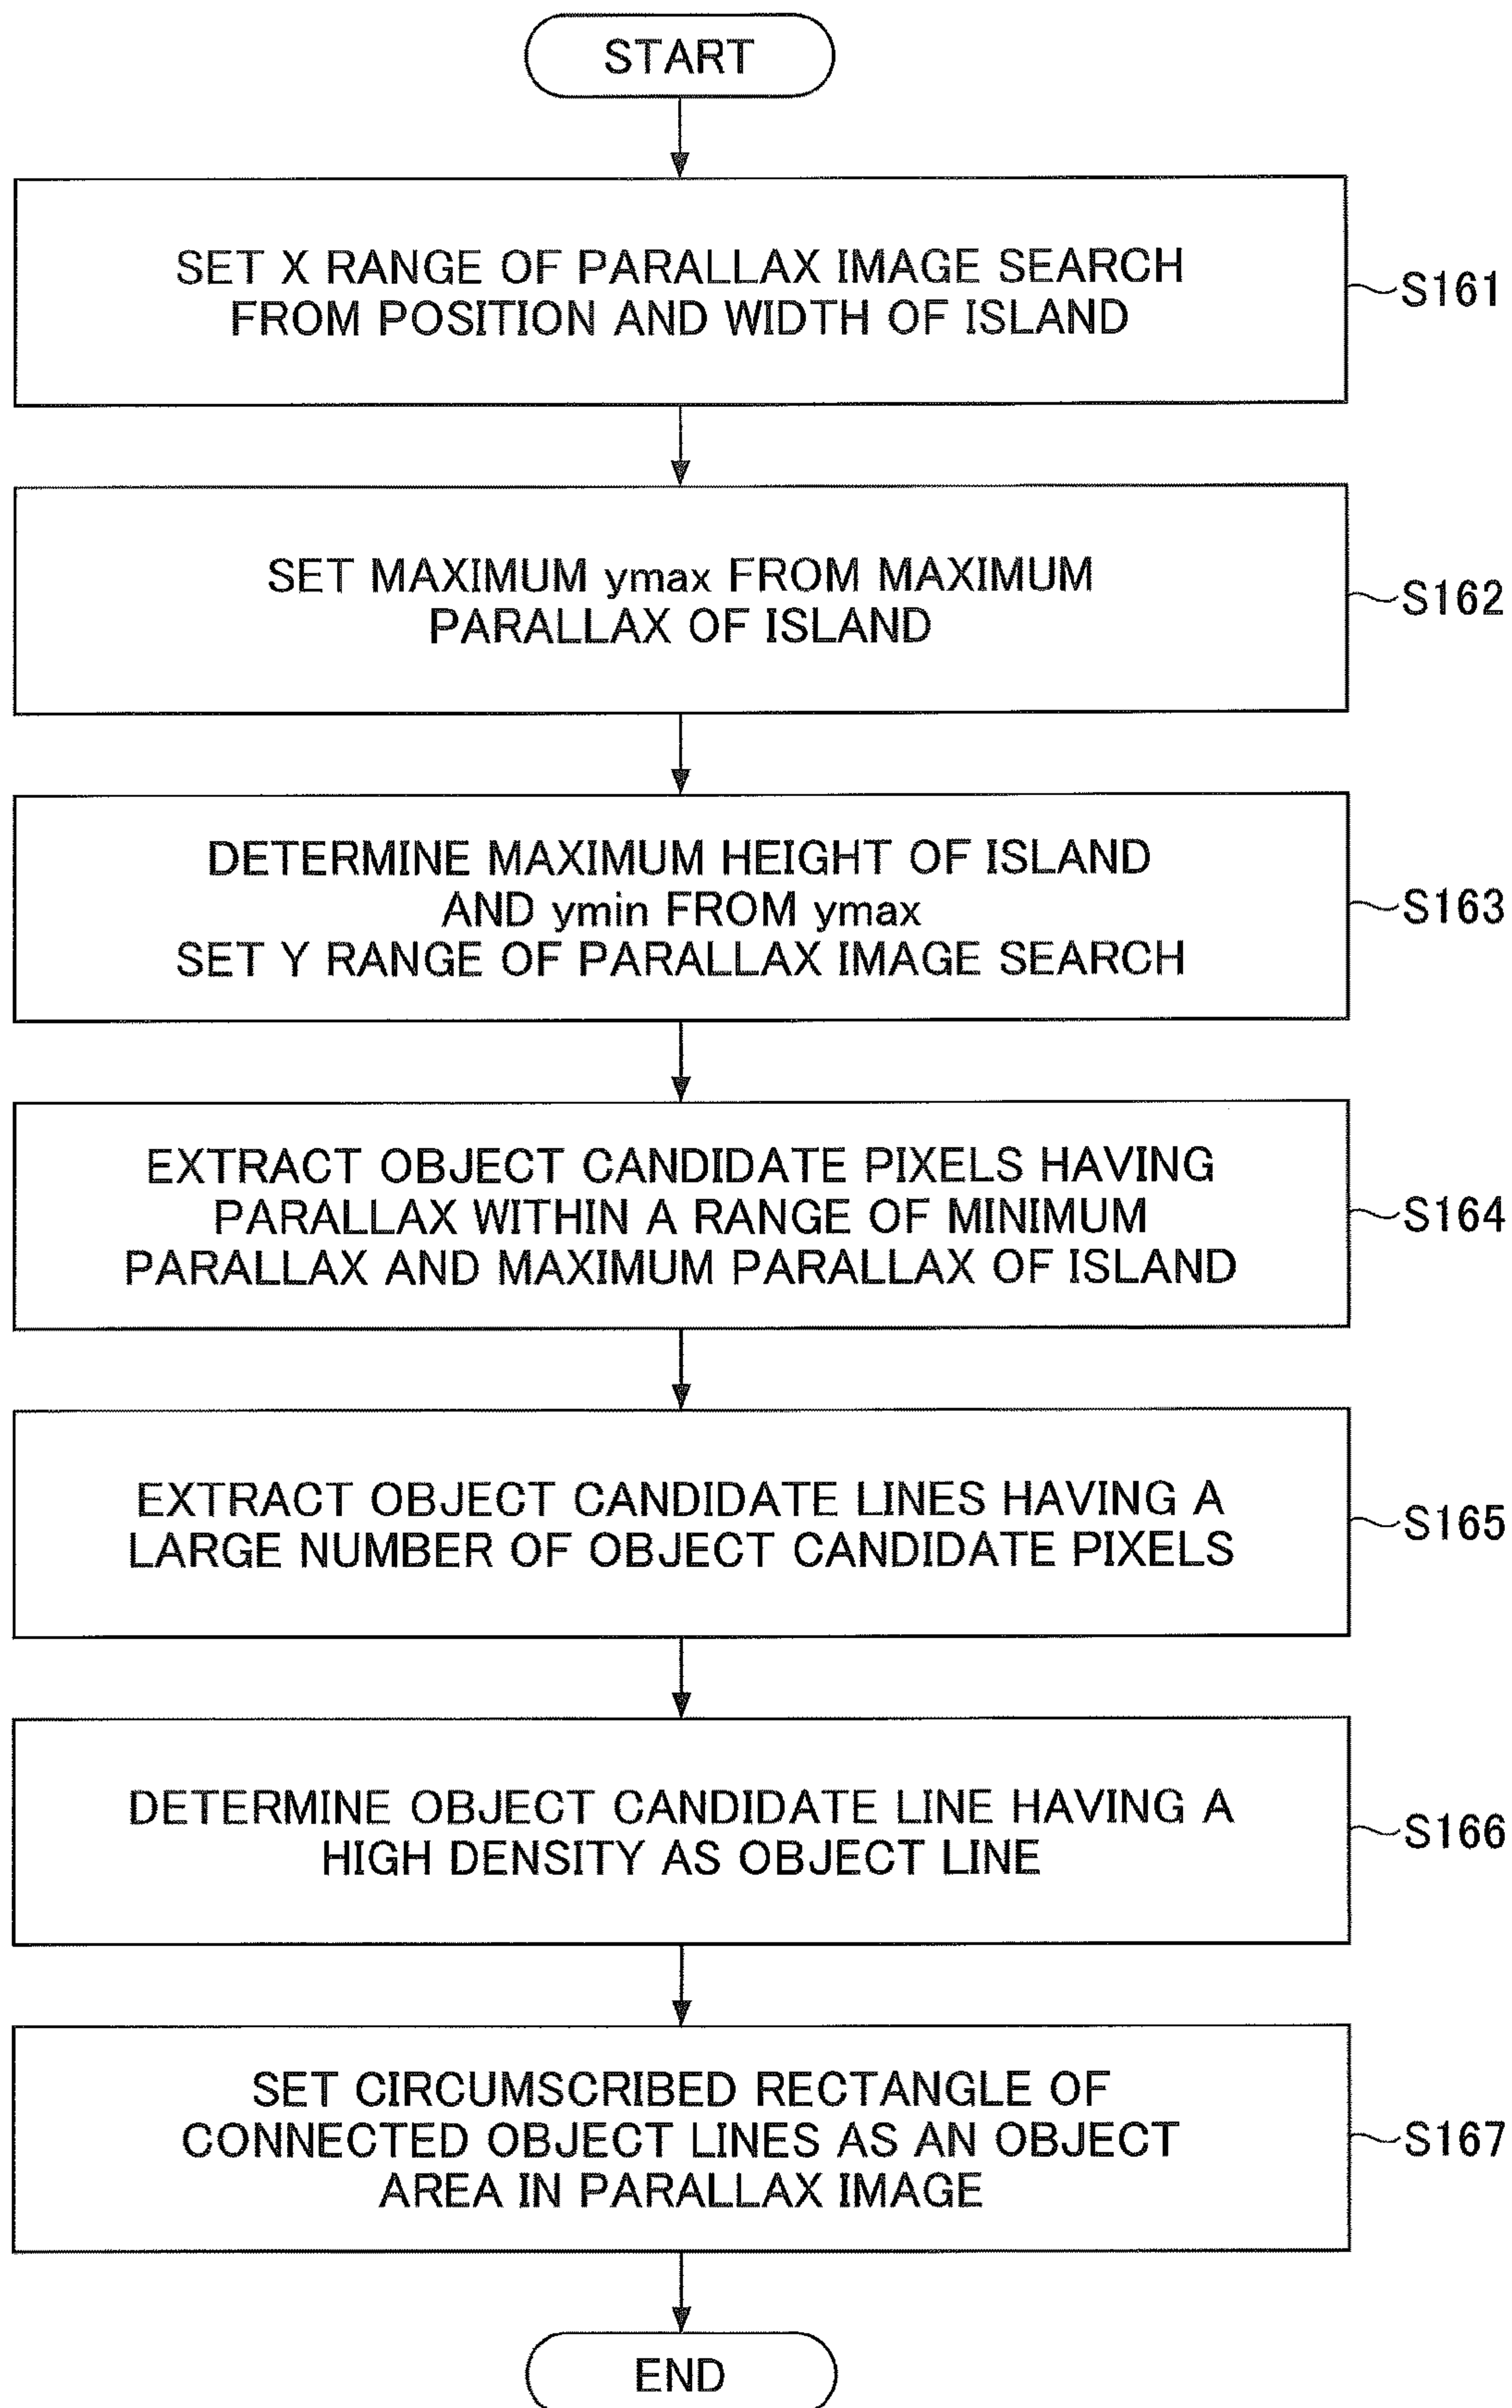 START
SET X RANGE OF PARALLAX IMAGE SEARCH
FROM POSITION AND WIDTH OF ISLAND
S161
SET MAXIMUM ymax FROM MAXIMUM
PARALLAX OF ISLAND
S162
DETERMINE MAXIMUM HEIGHT OF ISLAND
AND ymin FROM ymax
SET Y RANGE OF PARALLAX IMAGE SEARCH
S163
EXTRACT OBJECT CANDIDATE PIXELS HAVING
PARALLAX WITHIN A RANGE OF MINIMUM
PARALLAX AND MAXIMUM PARALLAX OF ISLAND
S164
EXTRACT OBJECT CANDIDATE LINES HAVING A
LARGE NUMBER OF OBJECT CANDIDATE PIXELS
S165
DETERMINE OBJECT CANDIDATE LINE HAVING A
HIGH DENSITY AS OBJECT LINE
S166
SET CIRCUMSCRIBED RECTANGLE OF
CONNECTED OBJECT LINES AS AN OBJECT
AREA IN PARALLAX IMAGE
S167
END